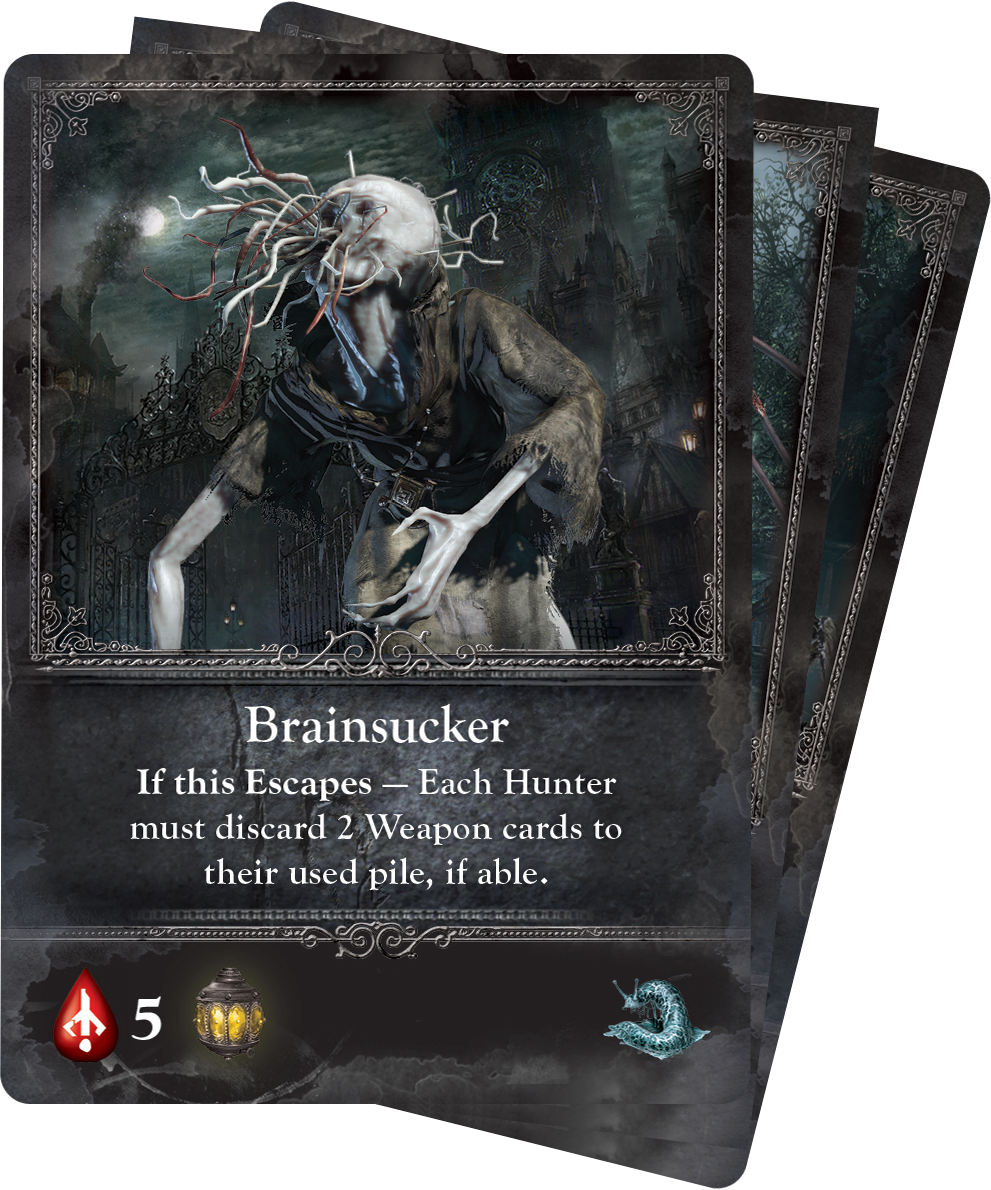 Brainsucker
If this Escapes — Each Hunter
must discard 2 Weapon cards to
their used pile, if able.
5